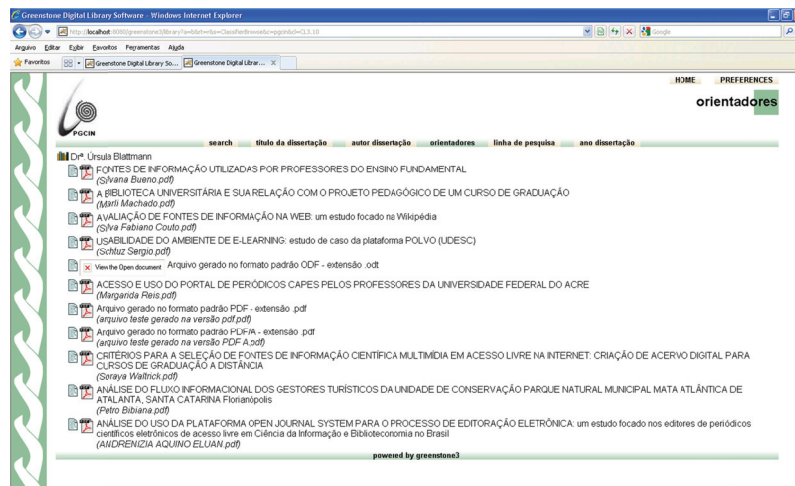 Greenstone Digital Library Software - Windows Internet Explorer
http://localhost:8080/greenstone3/library?a=b&rt=r&s=ClassifierBrowse&c=pgcin&cl=CL3.10
Google
Arquivo Editar Exibir Favoritos Ferramentas Ajuda
Favoritos Greenstone Digital Library So... Greenstone Digital Librar... X
HOME PREFERENCES
orientadores
PGCIN
search título da dissertação autor dissertação orientadores linha de pesquisa ano dissertação
Drª. Úrsula Blattmann
FONTES DE INFORMAÇÃO UTILIZADAS POR PROFESSORES DO ENSINO FUNDAMENTAL
(Silvana Bueno.pdf)
A BIBLIOTECA UNIVERSITÁRIA E SUA RELAÇÃO COM O PROJETO PEDAGÓGICO DE UM CURSO DE GRADUAÇÃO
(Marli Machado.pdf)
AVALIAÇÃO DE FONTES DE INFORMAÇÃO NA WEB: um estudo focado na Wikipédia
(Silva Fabiano Couto.pdf)
USABILIDADE DO AMBIENTE DE E-LEARNING: estudo de caso da plataforma POLVO (UDESC)
(Schtuz Sergio.pdf)
View the Open document Arquivo gerado no formato padrão ODF - extensão .odt
ACESSO E USO DO PORTAL DE PERÓDICOS CAPES PELOS PROFESSORES DA UNIVERSIDADE FEDERAL DO ACRE
(Margarida Reis.pdf)
Arquivo gerado no formato padrão PDF - extensão .pdf
(arquivo teste gerado na versão pdf.pdf)
Arquivo gerado no formato padrão PDF/A - extensão .pdf
(arquivo teste gerado na versão PDF A.pdf)
CRITÉRIOS PARA A SELEÇÃO DE FONTES DE INFORMAÇÃO CIENTÍFICA MULTIMÍDIA EM ACESSO LIVRE NA INTERNET: CRIAÇÃO DE ACERVO DIGITAL PARA
CURSOS DE GRADUAÇÃO A DISTÂNCIA
(Soraya Waltrick.pdf)
ANÁLISE DO FLUXO INFORMACIONAL DOS GESTORES TURÍSTICOS DA UNIDADE DE CONSERVAÇÃO PARQUE NATURAL MUNICIPAL MATA ATLÂNTICA DE
ATALANTA, SANTA CATARINA Florianópolis
(Petro Bibiana.pdf)
ANÁLISE DO USO DA PLATAFORMA OPEN JOURNAL SYSTEM PARA O PROCESSO DE EDITORAÇÃO ELETRÔNICA: um estudo focado nos editores de periódicos
científicos eletrônicos de acesso livre em Ciência da Informação e Biblioteconomia no Brasil
(ANDRENIZIA AQUINO ELUAN.pdf)
powered by greenstone3